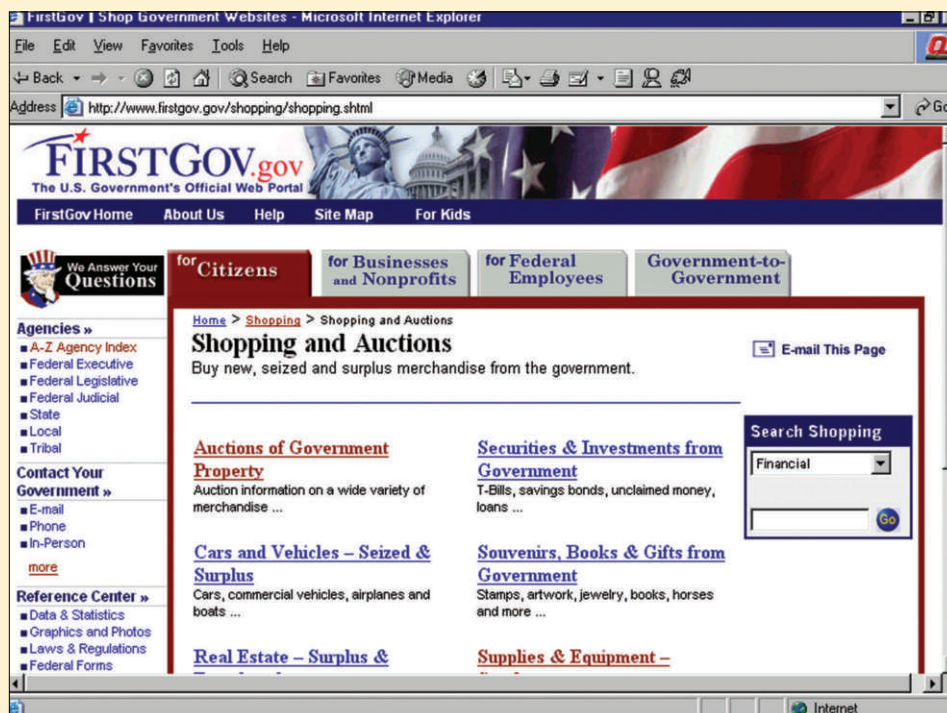 FirstGov | Shop Government Websites - Microsoft Internet Explorer
File Edit View Favorites Tools Help
Back Search Favorites Media
Address http://www.firstgov.gov/shopping/shopping.shtml Go
FIRSTGOV.gov
The U.S. Government's Official Web Portal
FirstGov Home About Us Help Site Map For Kids
We Answer Your
Questions
for Citizens
for Businesses
and Nonprofits
for Federal
Employees
Government-to-
Government
Agencies »
A-Z Agency Index
Federal Executive
Federal Legislative
Federal Judicial
State
Local
Tribal
Contact Your
Government »
E-mail
Phone
In-Person
more
Reference Center »
Data & Statistics
Graphics and Photos
Laws & Regulations
Federal Forms
Home > Shopping > Shopping and Auctions
Shopping and Auctions
Buy new, seized and surplus merchandise from the government.
E-mail This Page
Auctions of Government
Property
Auction information on a wide variety of
merchandise ...
Cars and Vehicles – Seized &
Surplus
Cars, commercial vehicles, airplanes and
boats ...
Real Estate – Surplus &
Securities & Investments from
Government
T-Bills, savings bonds, unclaimed money,
loans ...
Souvenirs, Books & Gifts from
Government
Stamps, artwork, jewelry, books, horses
and more ...
Supplies & Equipment –
Search Shopping
Financial
Go
Internet